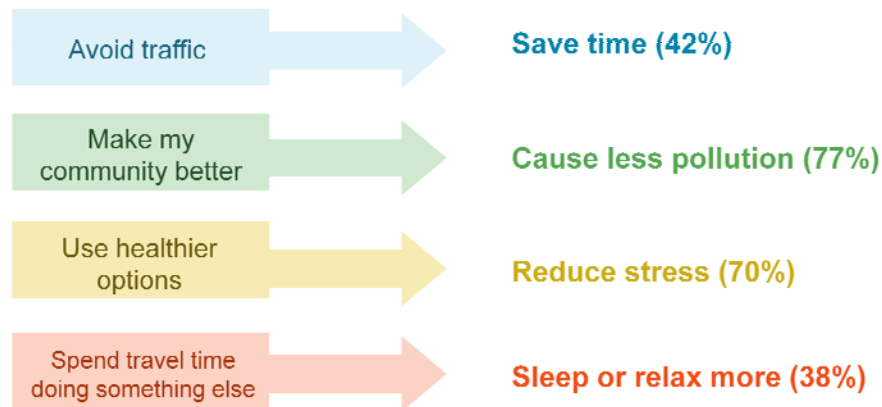 Avoid traffic
Save time (42%)
Make my
community better
Cause less pollution (77%)
Use healthier
options
Reduce stress (70%)
Spend travel time
doing something else
Sleep or relax more (38%)